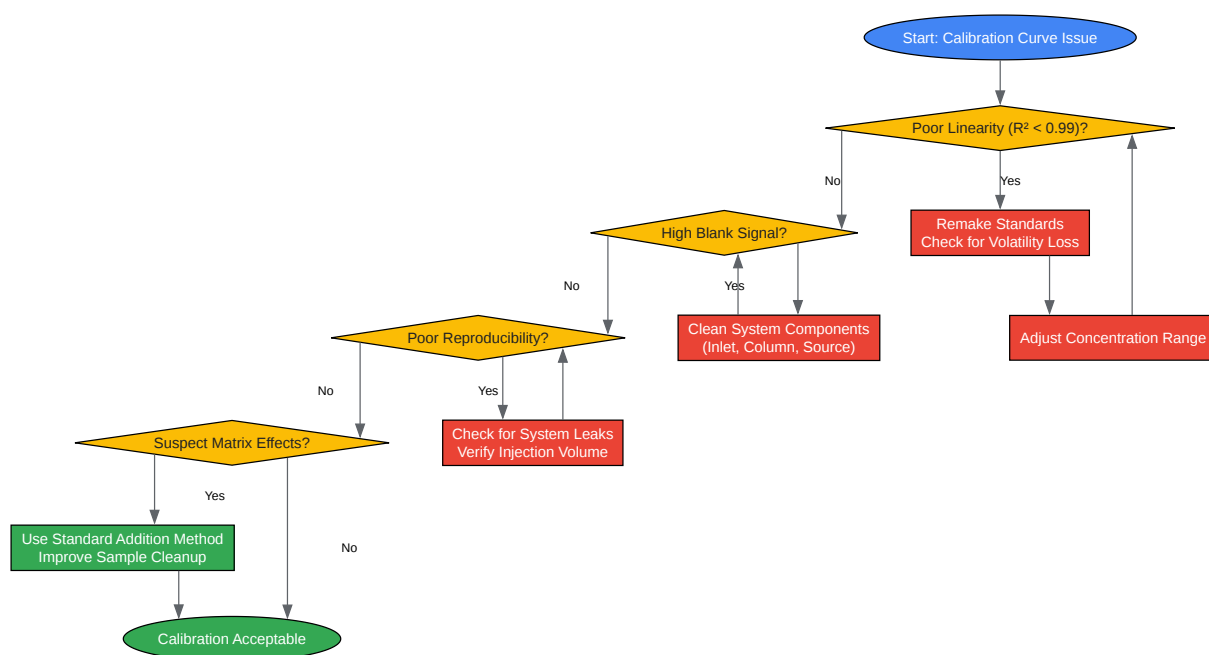 Start: Calibration Curve Issue
Poor Linearity (R² < 0.99)?
No
Yes
Remake Standards
Check for Volatility Loss
High Blank Signal?
No
Yes
Clean System Components
(Inlet, Column, Source)
Adjust Concentration Range
Poor Reproducibility?
No
Yes
Check for System Leaks
Verify Injection Volume
Suspect Matrix Effects?
Yes
No
Use Standard Addition Method
Improve Sample Cleanup
Calibration Acceptable